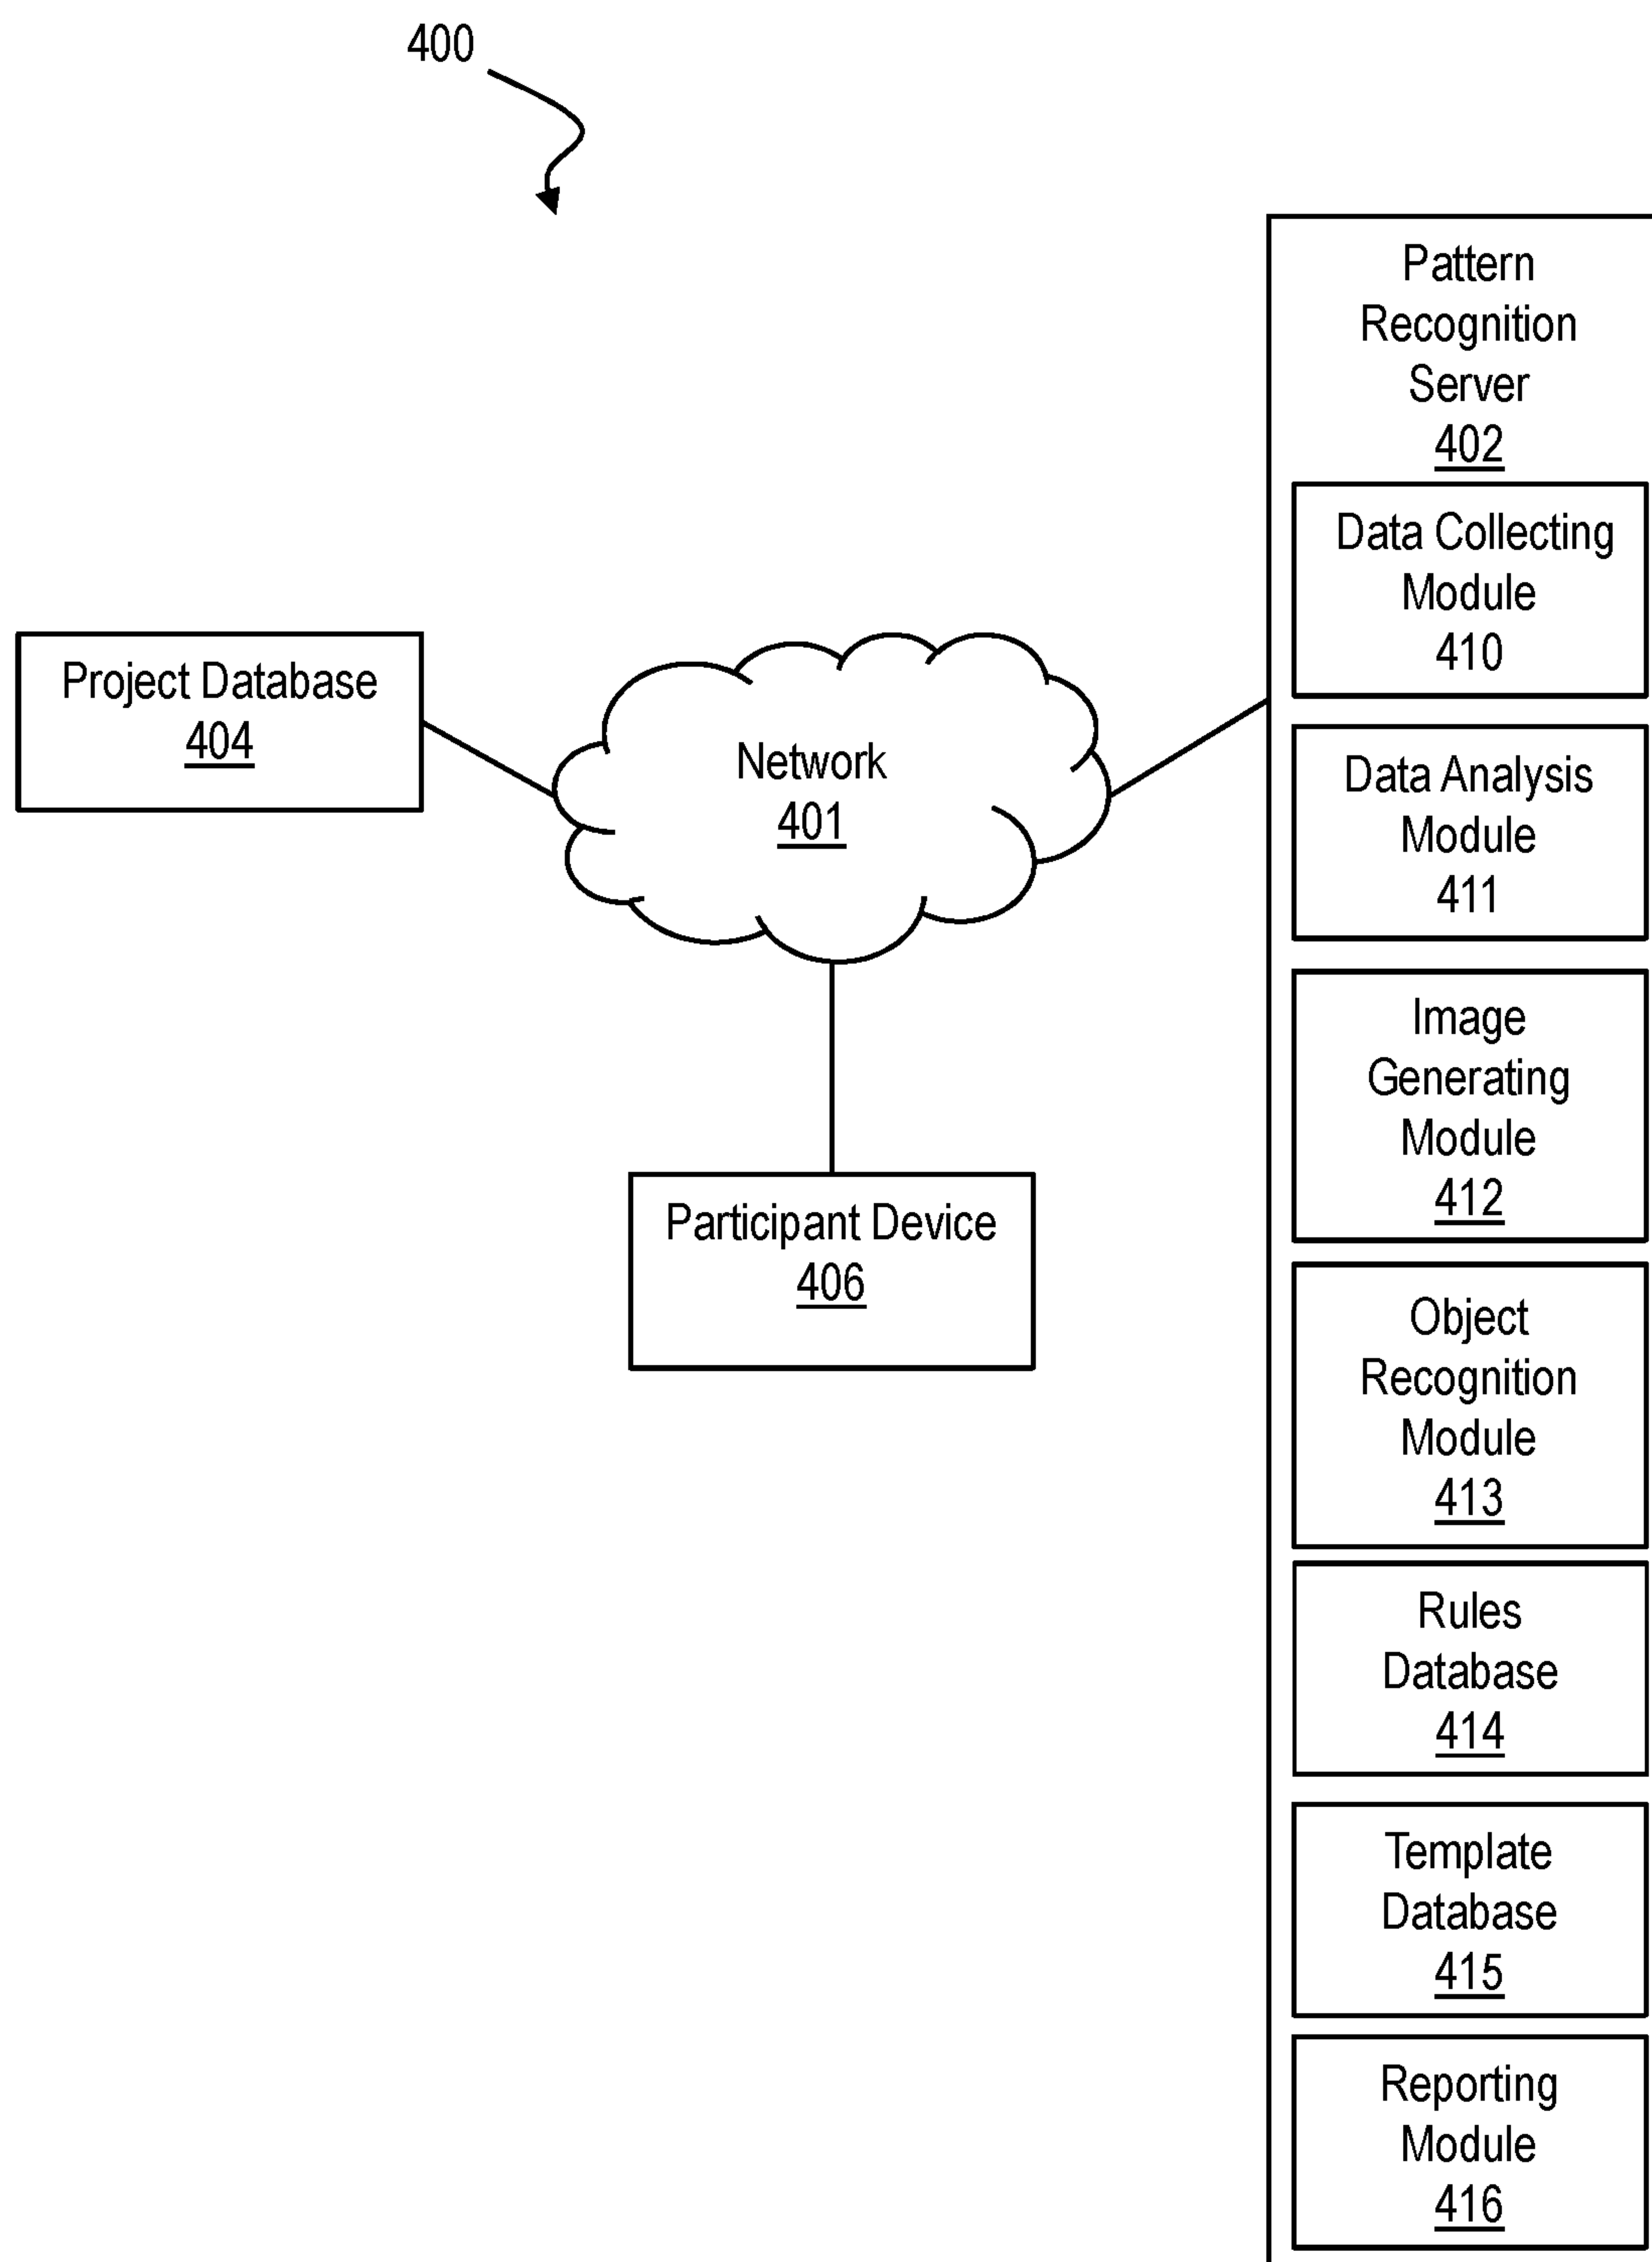 400
Pattern
Recognition
Server
402
Data Collecting
Module
410
Project Database
404
Network
401
Data Analysis
Module
411
Image
Generating
Module
412
Participant Device
406
Object
Recognition
Module
413
Rules
Database
414
Template
Database
415
Reporting
Module
416